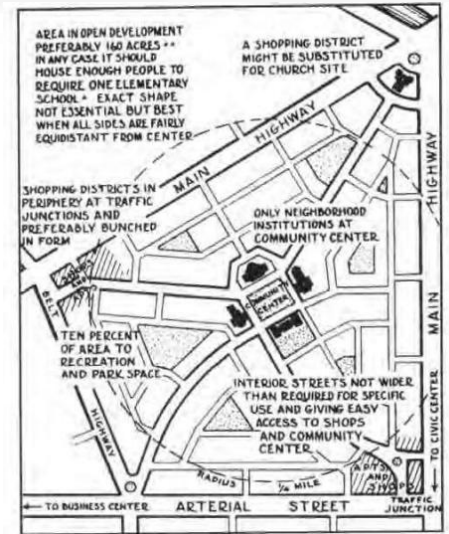 AREA IN OPEN DEVELOPMENT
PREFERABLY 160 ACRES **
IN ANY CASE IT SHOULD
HOUSE ENOUGH PEOPLE TO
REQUIRE ONE ELEMENTARY
SCHOOL * EXACT SHAPE
NOT ESSENTIAL BUT BEST
WHEN ALL SIDES ARE FAIRLY
EQUIDISTANT FROM CENTER
A SHOPPING DISTRICT
MIGHT BE SUBSTITUTED
FOR CHURCH SITE
MAIN HIGHWAY
HIGHWAY
MAIN
SHOPPING DISTRICTS IN
PERIPHERY AT TRAFFIC
JUNCTIONS AND
PREFERABLY BUNCHED
IN FORM
ONLY NEIGHBORHOOD
INSTITUTIONS AT
COMMUNITY CENTER
COMMUNITY
CENTER
BELT
HIGHWAY
TEN PERCENT
OF AREA TO
RECREATION
AND PARK SPACE
INTERIOR STREETS NOT WIDER
THAN REQUIRED FOR SPECIFIC
USE AND GIVING EASY
ACCESS TO SHOPS
AND COMMUNITY
CENTER
→ TO CIVIC CENTER
RADIUS 1/4 MILE
APTS
AND
SHOPS
TRAFFIC
JUNCTION
← TO BUSINESS CENTER
ARTERIAL STREET